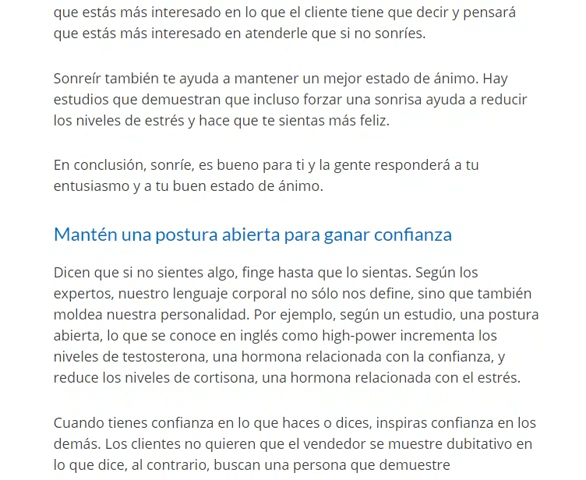 que estás más interesado en lo que el cliente tiene que decir y pensará
que estás más interesado en atenderle que si no sonríes.
Sonreír también te ayuda a mantener un mejor estado de ánimo. Hay
estudios que demuestran que incluso forzar una sonrisa ayuda a reducir
los niveles de estrés y hace que te sientas más feliz.
En conclusión, sonríe, es bueno para ti y la gente responderá a tu
entusiasmo y a tu buen estado de ánimo.
Mantén una postura abierta para ganar confianza
Dicen que si no sientes algo, finge hasta que lo sientas. Según los
expertos, nuestro lenguaje corporal no sólo nos define, sino que también
moldea nuestra personalidad. Por ejemplo, según un estudio, una postura
abierta, lo que se conoce en inglés como high-power incrementa los
niveles de testosterona, una hormona relacionada con la confianza, y
reduce los niveles de cortisona, una hormona relacionada con el estrés.
Cuando tienes confianza en lo que haces o dices, inspiras confianza en los
demás. Los clientes no quieren que el vendedor se muestre dubitativo en
lo que dice, al contrario, buscan una persona que demuestre